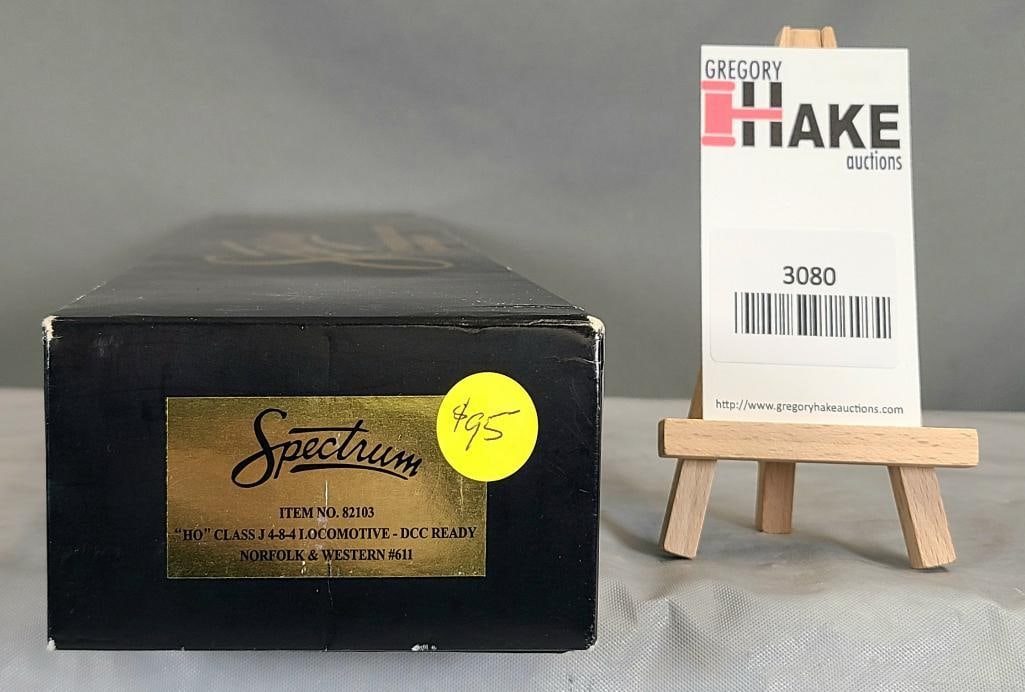 Spectrum
$95
ITEM NO. 82103
"HO" CLASS J 4-8-4 LOCOMOTIVE - DCC READY
NORFOLK & WESTERN #611
GREGORY
HAKE
auctions
3080
http://www.gregoryhakeauctions.com